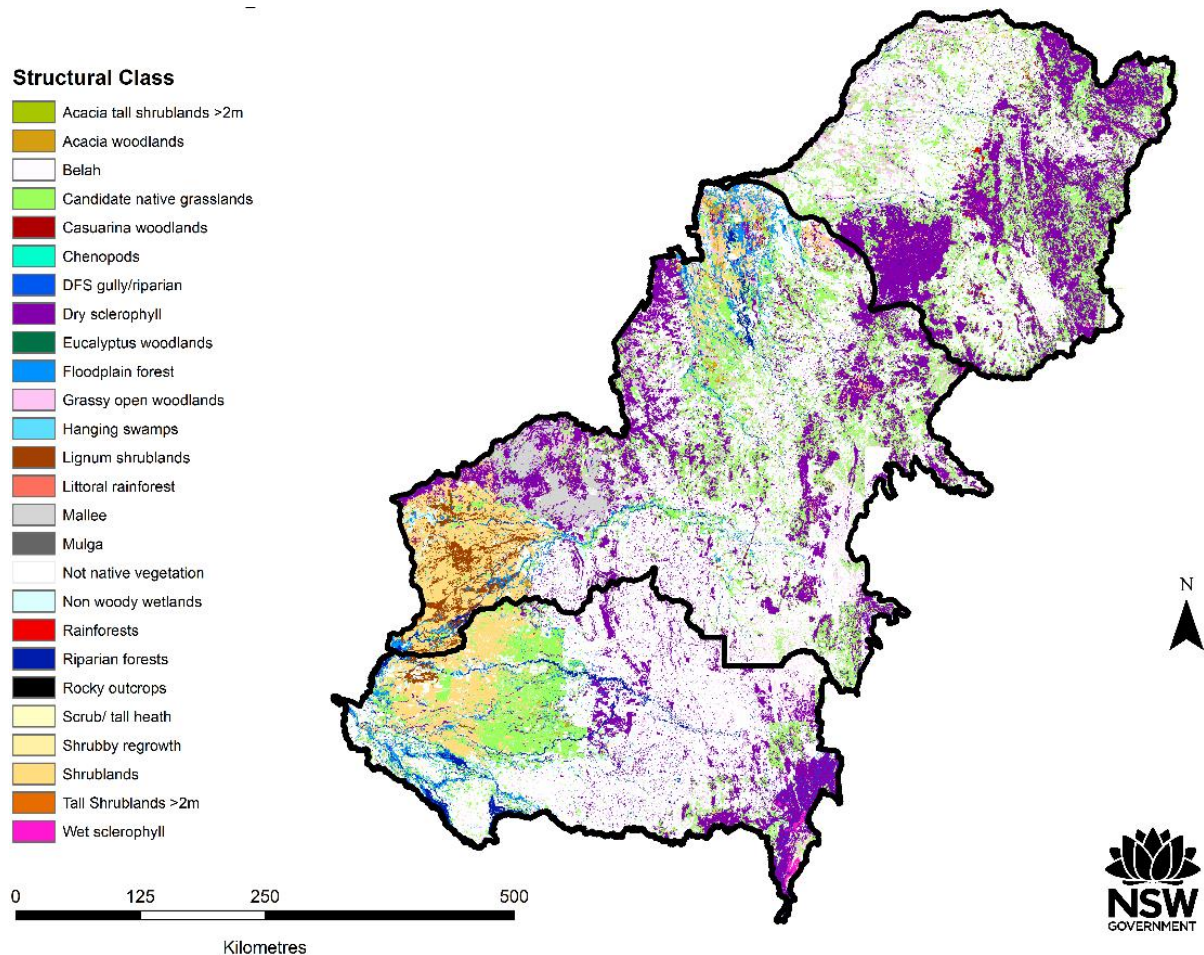 Structural Class
Acacia tall shrublands >2m
Acacia woodlands
Belah
Candidate native grasslands
Casuarina woodlands
Chenopods
DFS gully/riparian
Dry sclerophyll
Eucalyptus woodlands
Floodplain forest
Grassy open woodlands
Hanging swamps
Lignum shrublands
Littoral rainforest
Mallee
Mulga
Not native vegetation
Non woody wetlands
Rainforests
Riparian forests
Rocky outcrops
Scrub/ tall heath
Shrubby regrowth
Shrublands
Tall Shrublands >2m
Wet sclerophyll
0 125 250 500
Kilometres
N
NSW
GOVERNMENT